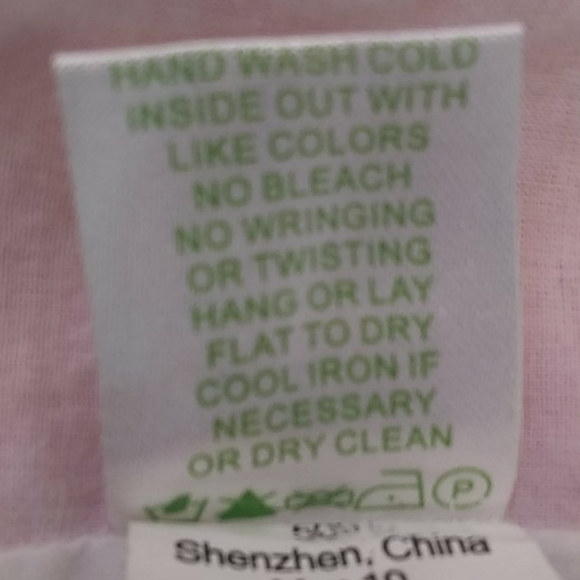 HAND WASH COLD
INSIDE OUT WITH
LIKE COLORS
NO BLEACH
NO WRINGING
OR TWISTING
HANG OR LAY
FLAT TO DRY
COOL IRON IF
NECESSARY
OR DRY CLEAN
P
Shenzhen, China